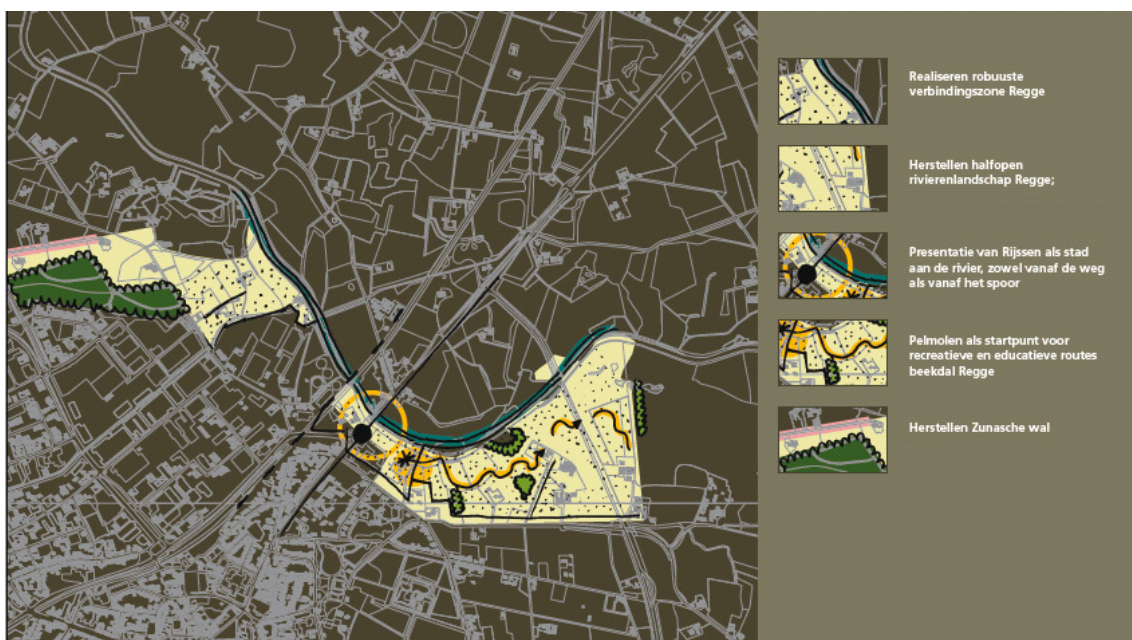 Realiseren robuuste
verbindingszone Regge
Herstellen halfopen
rivierenlandschap Regge;
Presentatie van Rijssen als stad
aan de rivier, zowel vanaf de weg
als vanaf het spoor
Pelmolen als startpunt voor
recreatieve en educatieve routes
beekdal Regge
Herstellen Zunasche wal